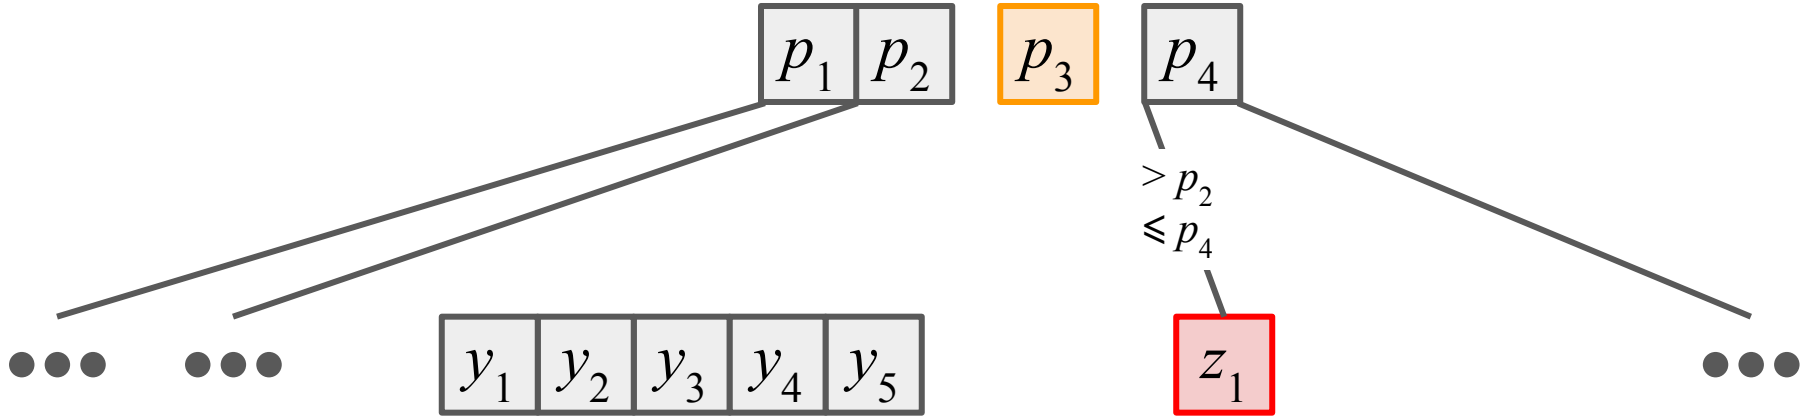 p₁ p₂ p₃ p₄
> p₂
⩽ p₄
y₁ y₂ y₃ y₄ y₅ z₁